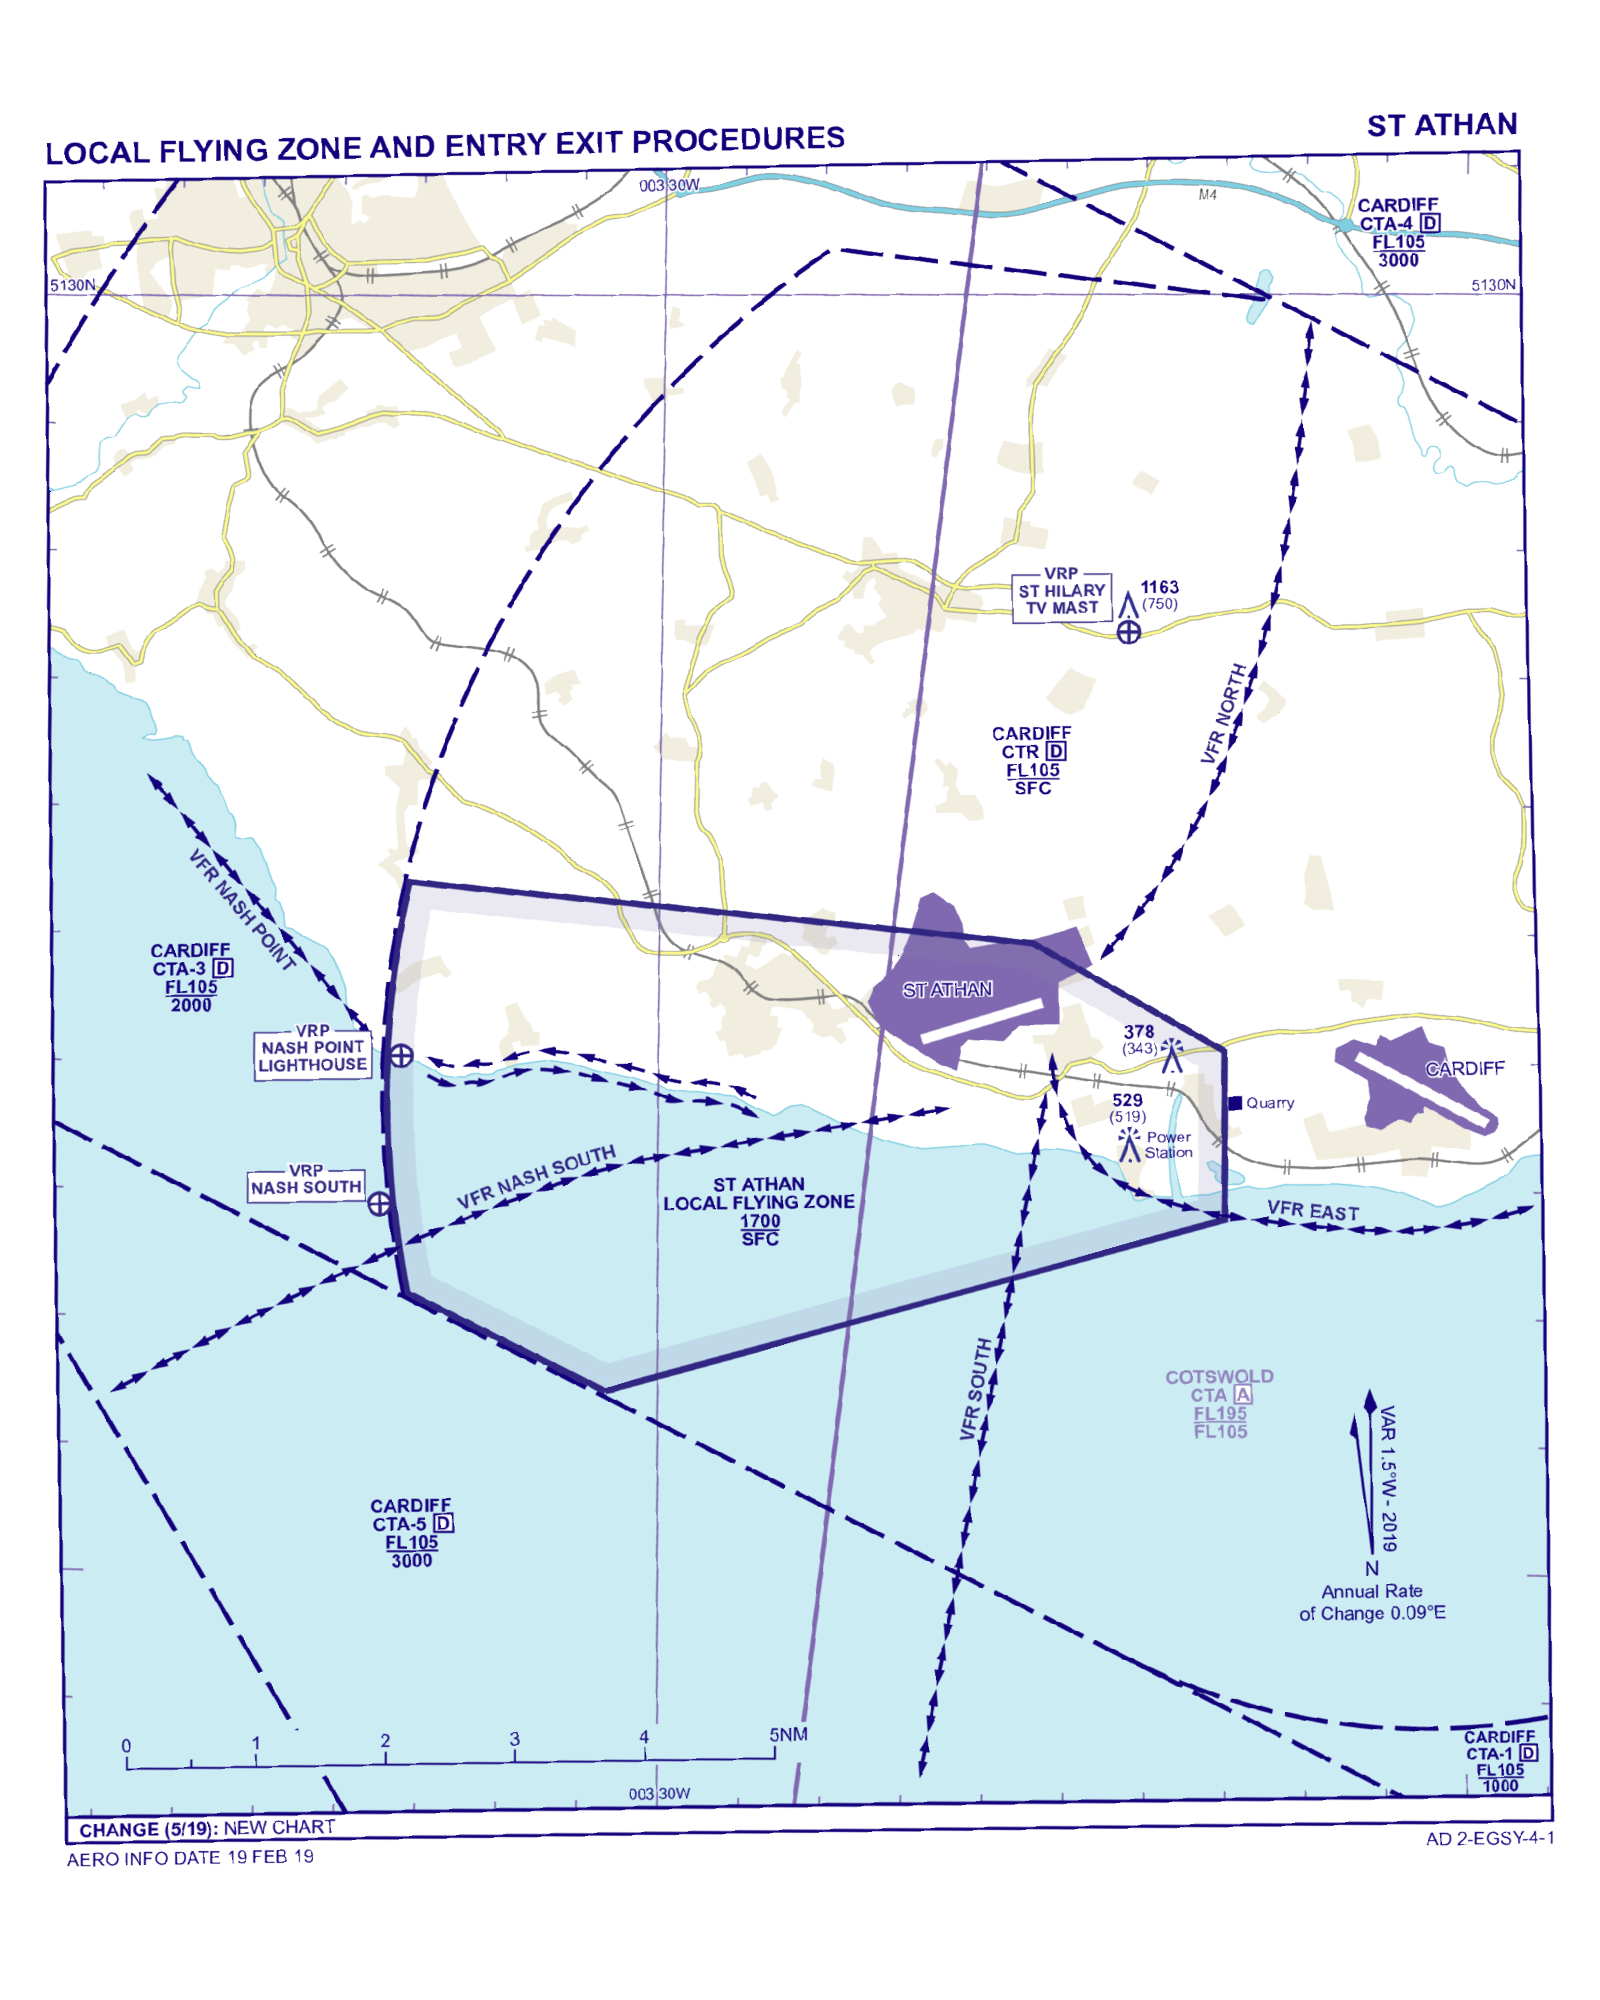 LOCAL FLYING ZONE AND ENTRY EXIT PROCEDURES
ST ATHAN
003 30W
M4
CARDIFF
CTA-4 D
FL105
3000
5130N
5130N
VRP
ST HILARY
TV MAST
1163
(750)
VFR NORTH
CARDIFF
CTR D
FL105
SFC
VFR NASH POINT
CARDIFF
CTA-3 D
FL105
2000
ST ATHAN
VRP
NASH POINT
LIGHTHOUSE
378
(343)
CARDIFF
529
(519)
Quarry
Power
Station
VRP
NASH SOUTH
VFR NASH SOUTH
ST ATHAN
LOCAL FLYING ZONE
1700
SFC
VFR EAST
VFR SOUTH
COTSWOLD
CTA A
FL195
FL105
VAR 1.5°W - 2019
N
Annual Rate
of Change 0.09°E
CARDIFF
CTA-5 D
FL105
3000
0 1 2 3 4 5NM
CARDIFF
CTA-1 D
FL105
1000
003 30W
CHANGE (5/19): NEW CHART
AERO INFO DATE 19 FEB 19
AD 2-EGSY-4-1